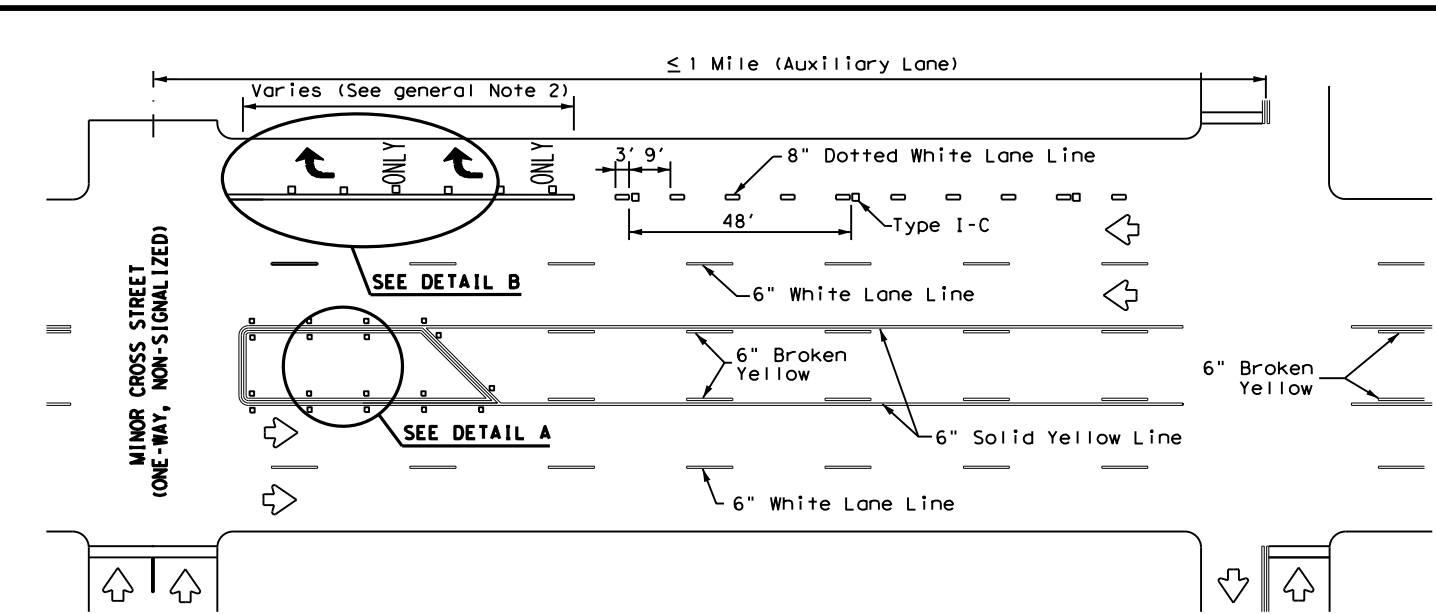 ≤ 1 Mile (Auxiliary Lane)
Varies (See general Note 2)
ONLY
ONLY
3' 9'
8" Dotted White Lane Line
48'
Type I-C
SEE DETAIL B
6" White Lane Line
MINOR CROSS STREET
(ONE-WAY, NON-SIGNALIZED)
6" Broken
Yellow
6" Broken
Yellow
SEE DETAIL A
6" Solid Yellow Line
6" White Lane Line